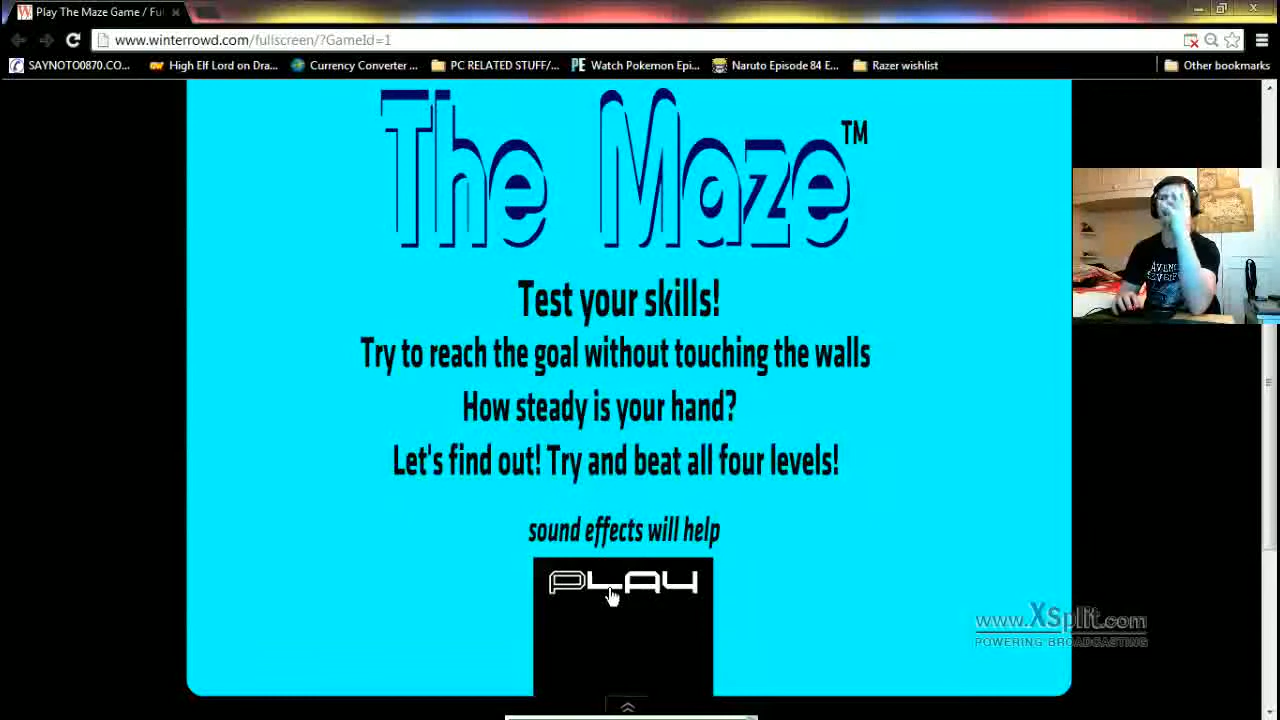 Play The Maze Game / Ful
www.winterrowd.com/fullscreen/?GameId=1
SAYNOTO0870.CO... High Elf Lord on Dra... Currency Converter ... PC RELATED STUFF/... PE Watch Pokemon Epi... Naruto Episode 84 E... Razer wishlist Other bookmarks
The Maze™
Test your skills!
Try to reach the goal without touching the walls
How steady is your hand?
Let's find out! Try and beat all four levels!
sound effects will help
PLAY
www.XSplit.com
POWERING BROADCASTING